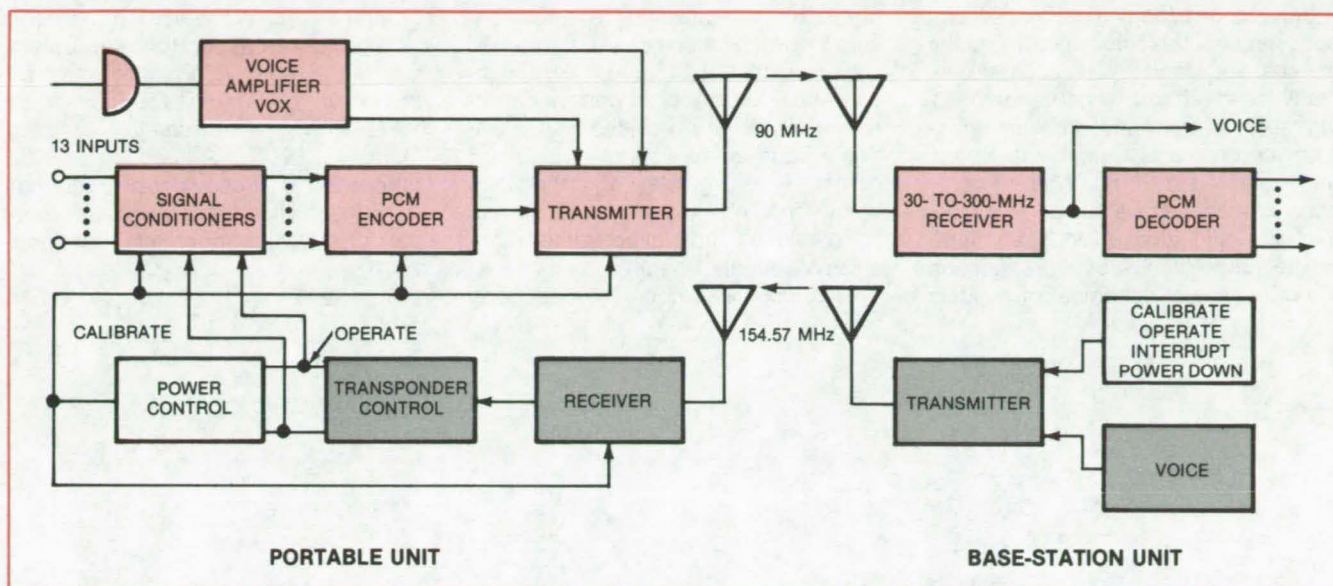 VOICE
AMPLIFIER
VOX
90 MHz
VOICE
13 INPUTS
SIGNAL
CONDITIONERS
PCM
ENCODER
TRANSMITTER
30- TO-300-MHz
RECEIVER
PCM
DECODER
CALIBRATE
OPERATE
154.57 MHz
CALIBRATE
OPERATE
INTERRUPT
POWER DOWN
POWER
CONTROL
TRANSPONDER
CONTROL
RECEIVER
TRANSMITTER
VOICE
PORTABLE UNIT
BASE-STATION UNIT